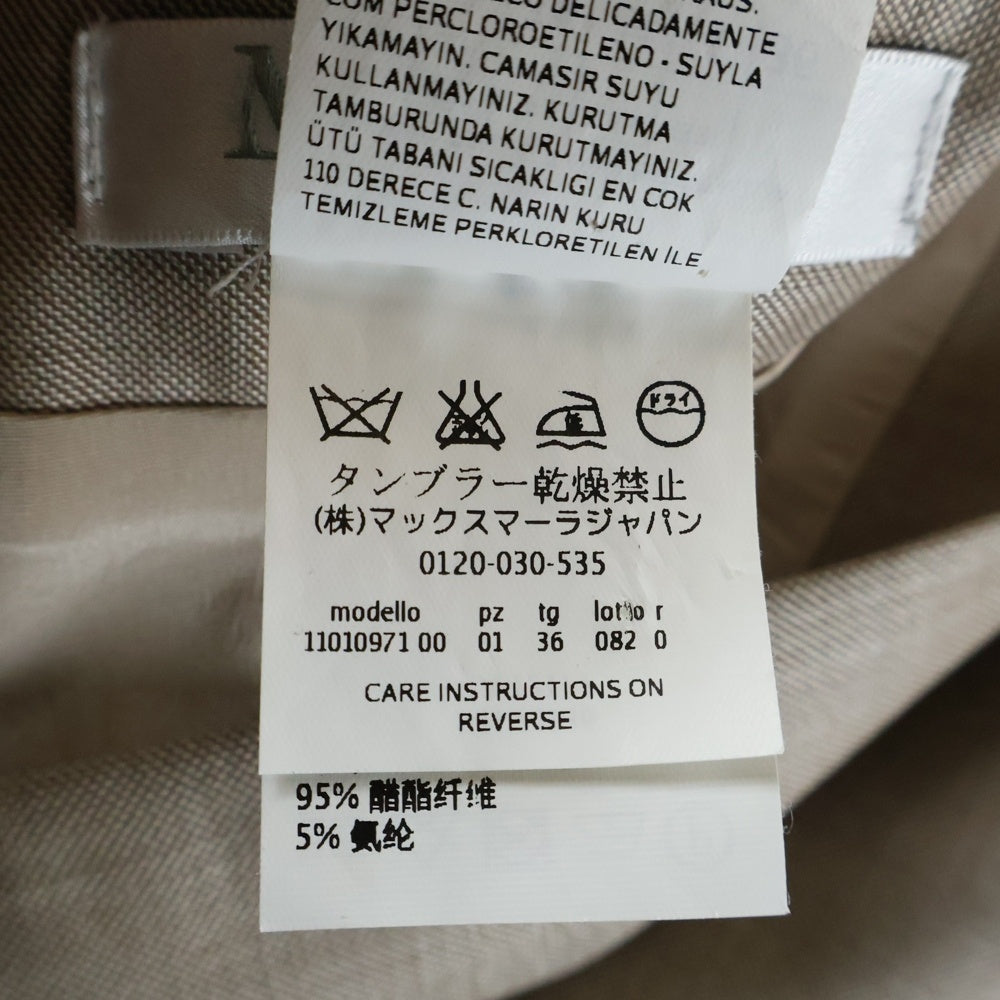 DELICADAMENTE
COM PERCLOROETILENO - SUYLA
YIKAMAYIN. CAMASIR SUYU
KULLANMAYINIZ. KURUTMA
TAMBURUNDA KURUTMAYINIZ.
ÜTÜ TABANI SICAKLIGI EN COK
110 DERECE C. NARIN KURU
TEMIZLEME PERKLORETILEN İLE
M
ドライ
低
タンブラー乾燥禁止
(株)マックスマーラジャパン
0120-030-535
modello pz tg lotto r
11010971 00 01 36 082 0
CARE INSTRUCTIONS ON
REVERSE
95% 醋酯纤维
5% 氨纶